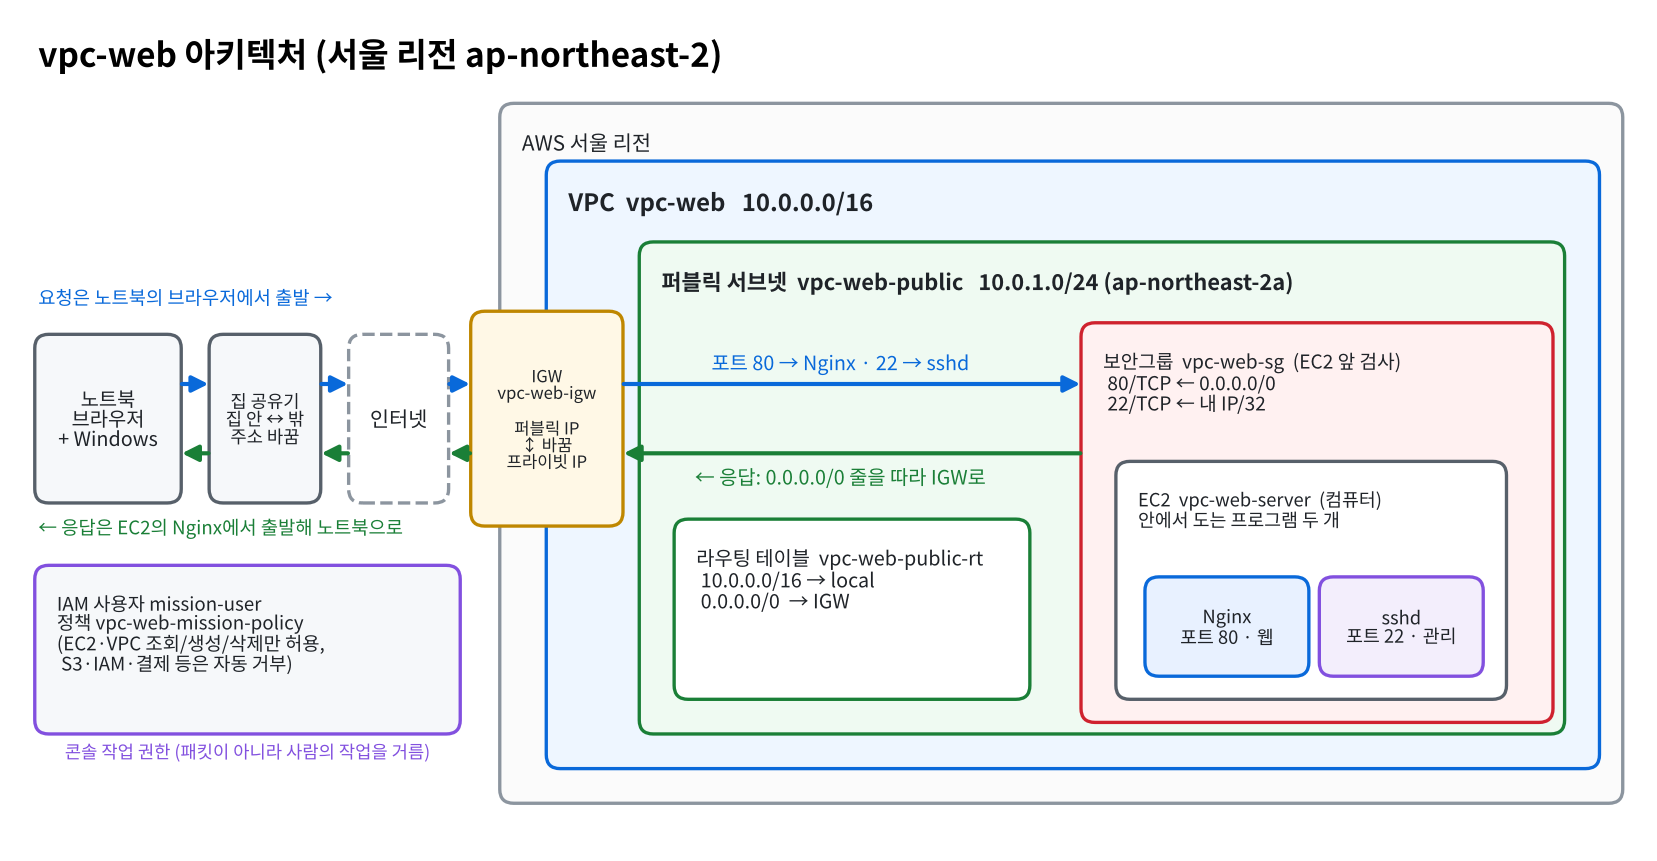 vpc-web 아키텍처 (서울 리전 ap-northeast-2)
AWS 서울 리전
VPC vpc-web 10.0.0.0/16
퍼블릭 서브넷 vpc-web-public 10.0.1.0/24 (ap-northeast-2a)
요청은 노트북의 브라우저에서 출발 →
노트북
브라우저
+ Windows
집 공유기
집 안 ↔ 밖
주소 바꿈
인터넷
IGW
vpc-web-igw
퍼블릭 IP
↕ 바꿈
프라이빗 IP
포트 80 → Nginx · 22 → sshd
← 응답: 0.0.0.0/0 줄을 따라 IGW로
보안그룹 vpc-web-sg (EC2 앞 검사)
80/TCP ← 0.0.0.0/0
22/TCP ← 내 IP/32
EC2 vpc-web-server (컴퓨터)
안에서 도는 프로그램 두 개
Nginx
포트 80 · 웹
sshd
포트 22 · 관리
라우팅 테이블 vpc-web-public-rt
10.0.0.0/16 → local
0.0.0.0/0 → IGW
← 응답은 EC2의 Nginx에서 출발해 노트북으로
IAM 사용자 mission-user
정책 vpc-web-mission-policy
(EC2·VPC 조회/생성/삭제만 허용,
S3·IAM·결제 등은 자동 거부)
콘솔 작업 권한 (패킷이 아니라 사람의 작업을 거름)